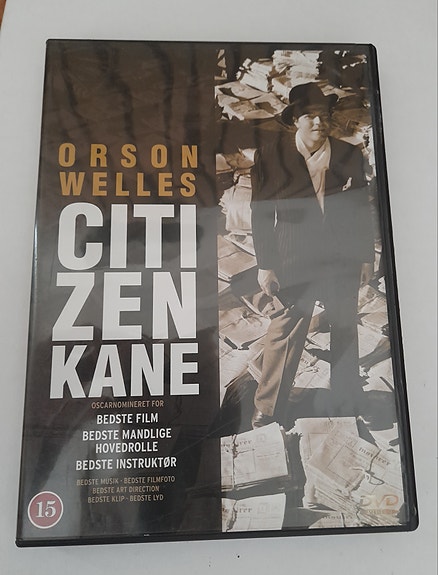 ORSON
WELLES
CITI
ZEN
KANE
OSCARNOMINERET FOR
BEDSTE FILM
BEDSTE MANDLIGE
HOVEDROLLE
BEDSTE INSTRUKTØR
BEDSTE MUSIK · BEDSTE FILMFOTO
BEDSTE ART DIRECTION
BEDSTE KLIP · BEDSTE LYD
15
DVD